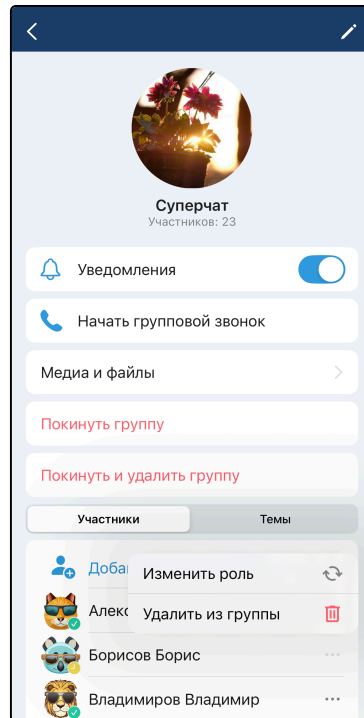 Суперчат
Участников: 23
Уведомления
Начать групповой звонок
Медиа и файлы
Покинуть группу
Покинуть и удалить группу
Участники Темы
Изменить роль
Удалить из группы
Борисов Борис
Владимиров Владимир